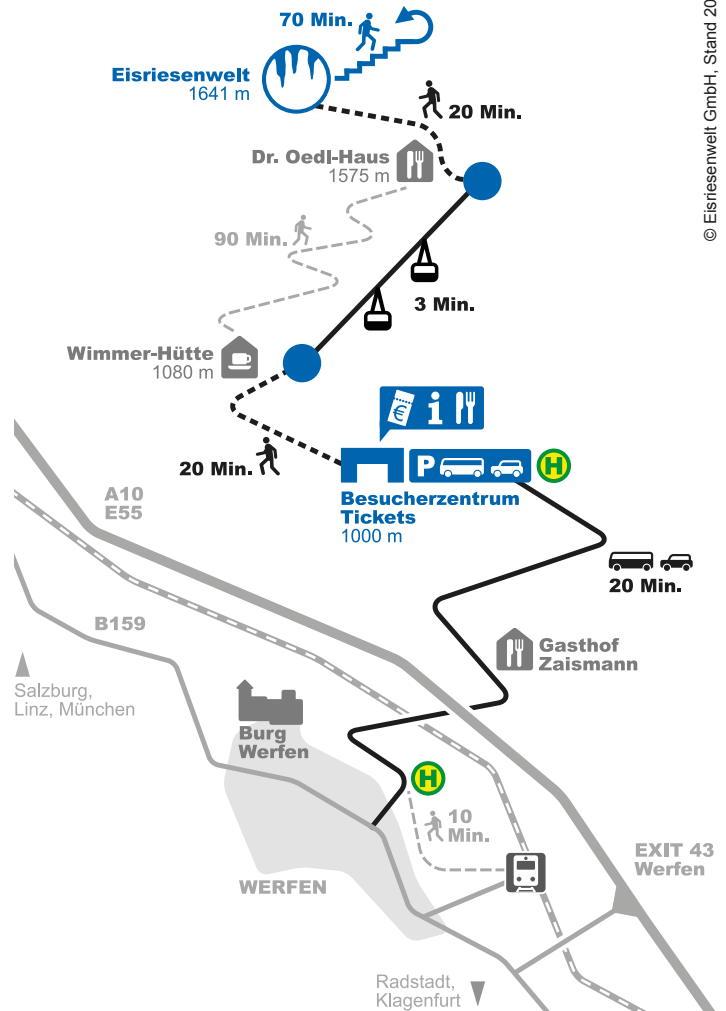 70 Min.
Eisriesenwelt
1641 m
20 Min.
Dr. Oedl-Haus
1575 m
90 Min.
3 Min.
Wimmer-Hütte
1080 m
€ i
20 Min.
P
H
Besucherzentrum
Tickets
1000 m
A10
E55
20 Min.
B159
Gasthof
Zaismann
Salzburg,
Linz, München
Burg
Werfen
H
10
Min.
EXIT 43
Werfen
WERFEN
Radstadt,
Klagenfurt
© Eisriesenwelt GmbH, Stand 20